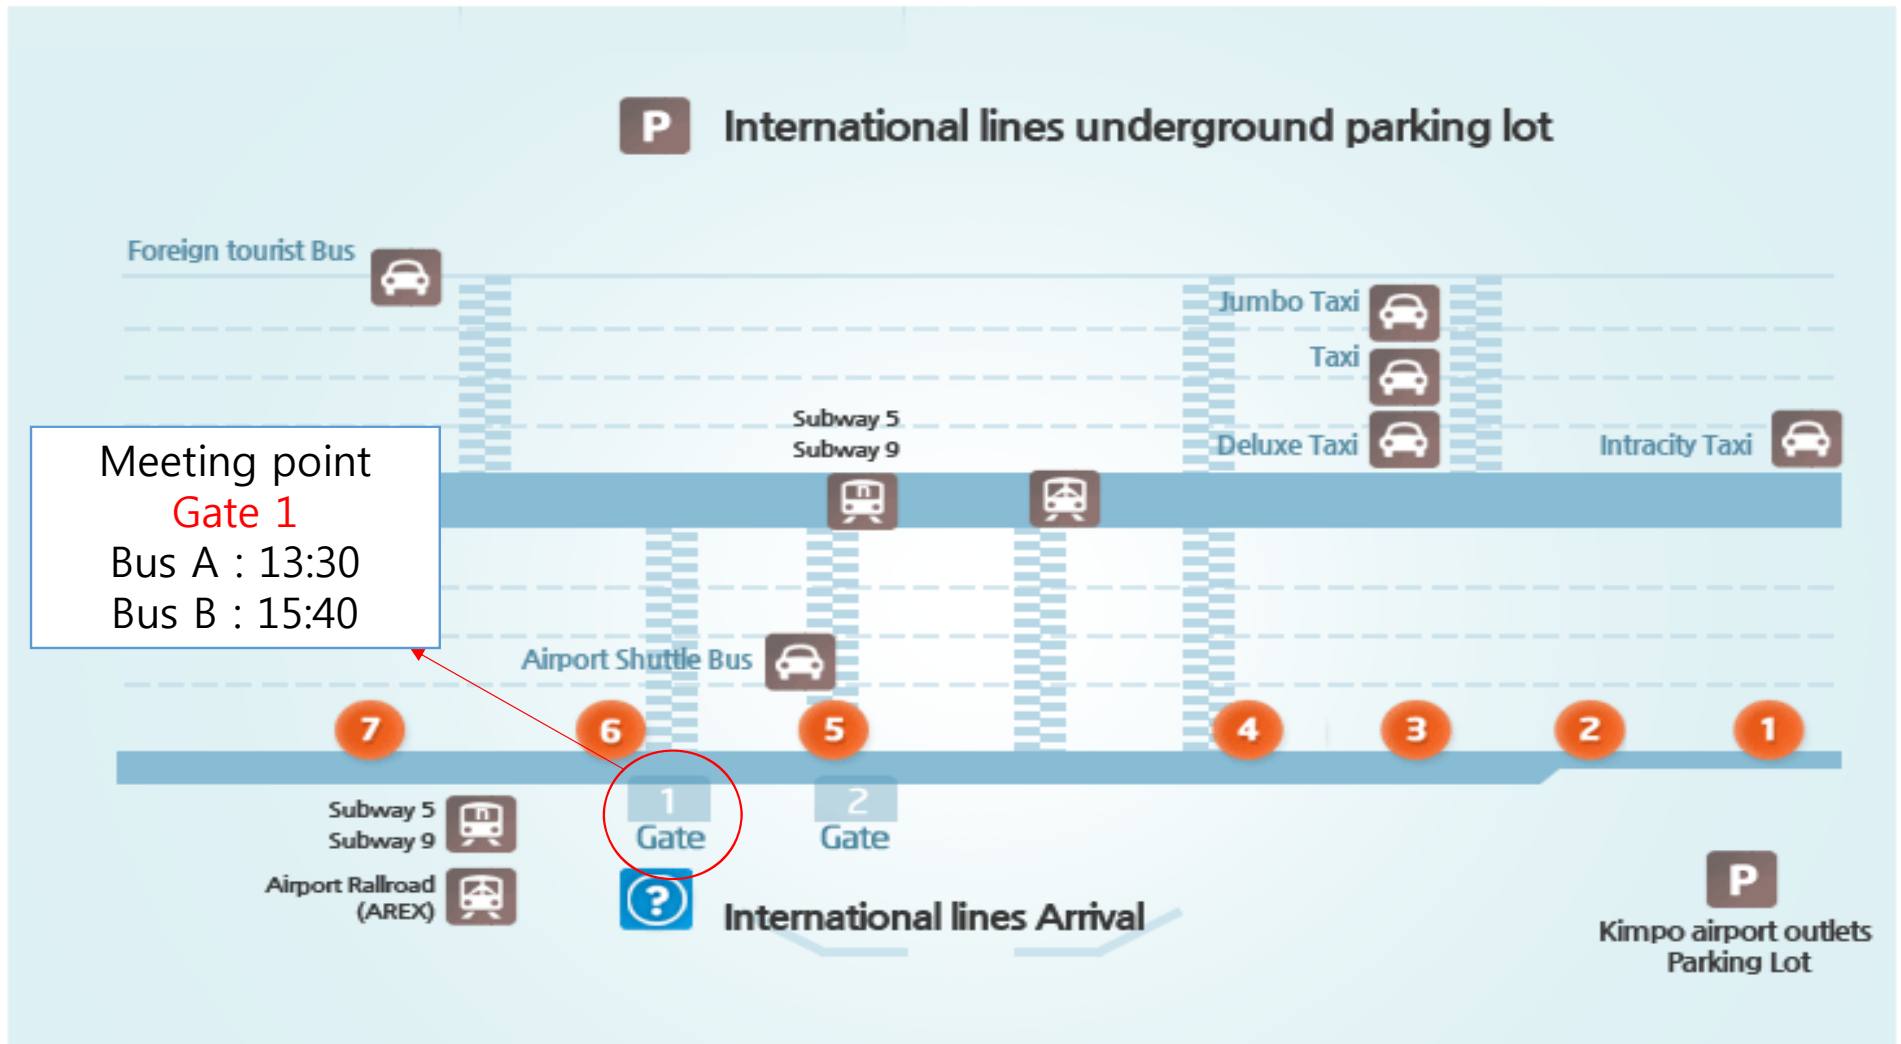 P International lines underground parking lot
Foreign tourist Bus
Jumbo Taxi
Taxi
Subway 5
Subway 9
Deluxe Taxi
Intracity Taxi
Meeting point
Gate 1
Bus A : 13:30
Bus B : 15:40
Airport Shuttle Bus
7 6 5 4 3 2 1
1
Gate
2
Gate
Subway 5
Subway 9
Airport Rallroad
(AREX)
?
International lines Arrival
P
Kimpo airport outlets
Parking Lot